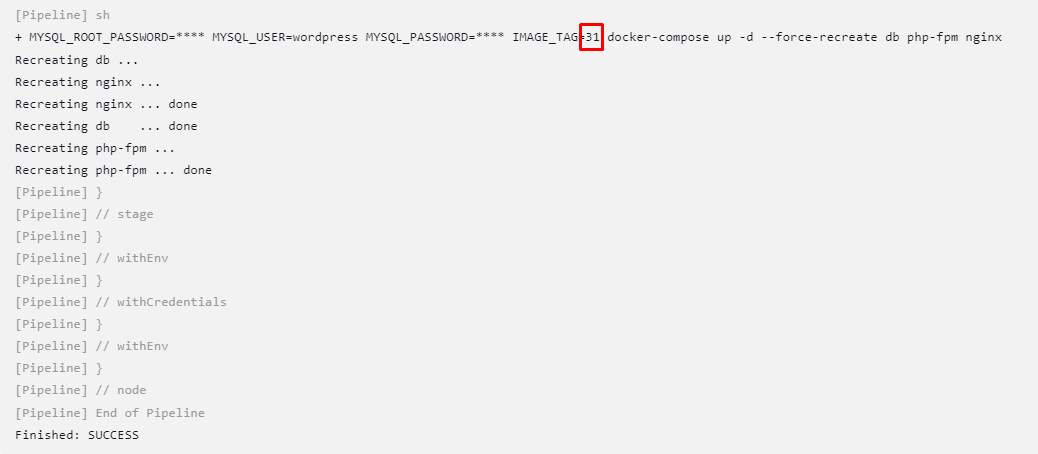 [Pipeline] sh
+ MYSQL_ROOT_PASSWORD=**** MYSQL_USER=wordpress MYSQL_PASSWORD=**** IMAGE_TAG=31 docker-compose up -d --force-recreate db php-fpm nginx
Recreating db ...
Recreating nginx ...
Recreating nginx ... done
Recreating db    ... done
Recreating php-fpm ...
Recreating php-fpm ... done
[Pipeline] }
[Pipeline] // stage
[Pipeline] }
[Pipeline] // withEnv
[Pipeline] }
[Pipeline] // withCredentials
[Pipeline] }
[Pipeline] // withEnv
[Pipeline] }
[Pipeline] // node
[Pipeline] End of Pipeline
Finished: SUCCESS